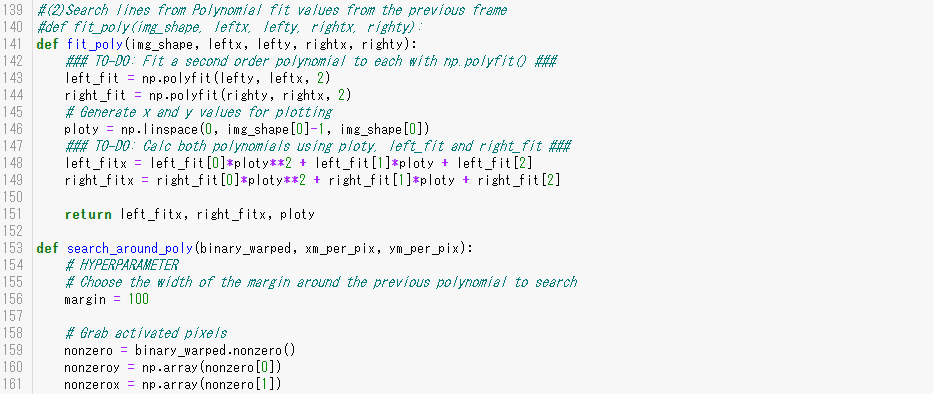 139 #(2)Search lines from Polynomial fit values from the previous frame
140 #def fit_poly(img_shape, leftx, lefty, rightx, righty):
141 def fit_poly(img_shape, leftx, lefty, rightx, righty):
142     ### TO-DO: Fit a second order polynomial to each with np.polyfit() ###
143     left_fit = np.polyfit(lefty, leftx, 2)
144     right_fit = np.polyfit(righty, rightx, 2)
145     # Generate x and y values for plotting
146     ploty = np.linspace(0, img_shape[0]-1, img_shape[0])
147     ### TO-DO: Calc both polynomials using ploty, left_fit and right_fit ###
148     left_fitx = left_fit[0]*ploty**2 + left_fit[1]*ploty + left_fit[2]
149     right_fitx = right_fit[0]*ploty**2 + right_fit[1]*ploty + right_fit[2]
150
151     return left_fitx, right_fitx, ploty
152
153 def search_around_poly(binary_warped, xm_per_pix, ym_per_pix):
154     # HYPERPARAMETER
155     # Choose the width of the margin around the previous polynomial to search
156     margin = 100
157
158     # Grab activated pixels
159     nonzero = binary_warped.nonzero()
160     nonzeroy = np.array(nonzero[0])
161     nonzerox = np.array(nonzero[1])